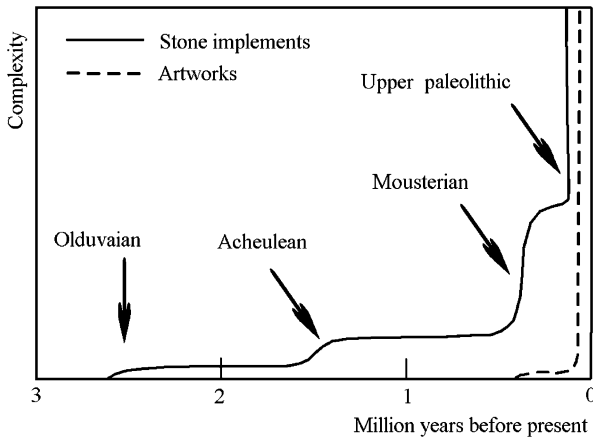 Complexity
Stone implements
Artworks
Upper paleolithic
Mousterian
Olduvaian
Acheulean
3
2
1
0
Million years before present